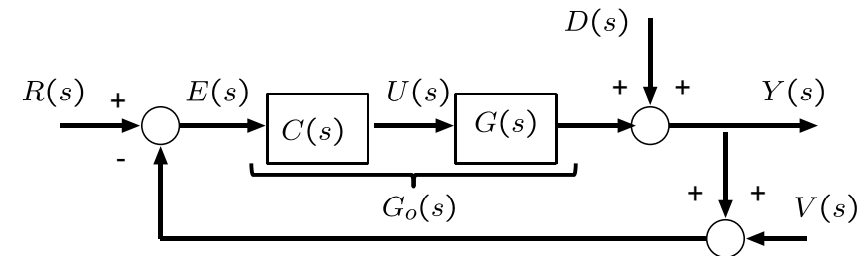 D(s)
R(s) + E(s) U(s) + + Y(s)
C(s) G(s)
-
G_o(s) + + V(s)